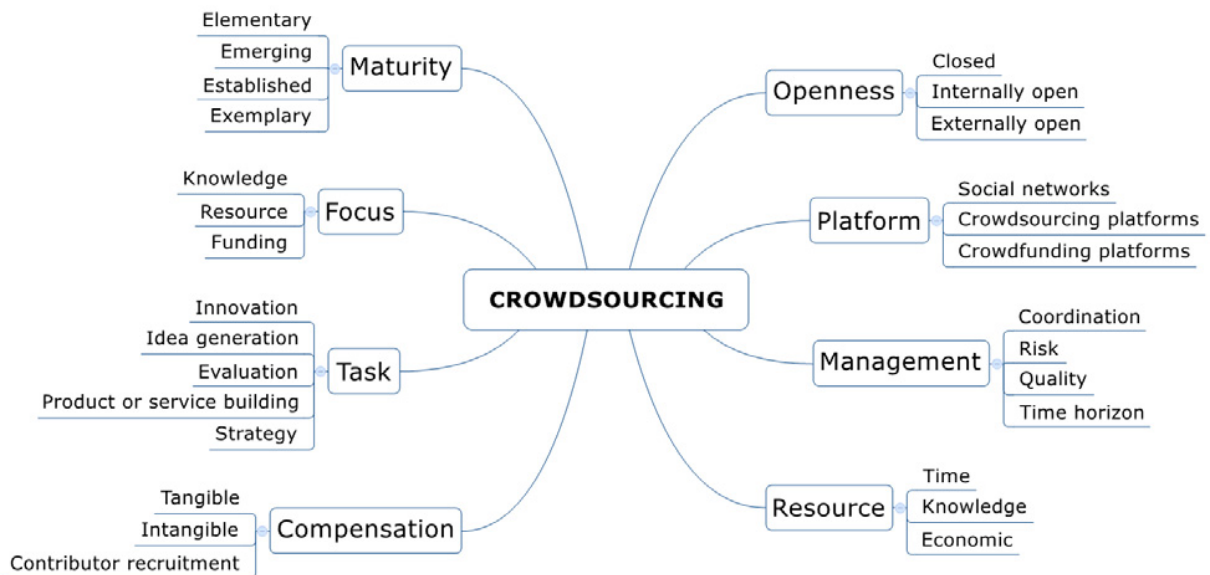 Elementary
Emerging
Established
Exemplary
Maturity
Knowledge
Resource
Funding
Focus
Innovation
Idea generation
Evaluation
Product or service building
Strategy
Task
Tangible
Intangible
Contributor recruitment
Compensation
CROWDSOURCING
Openness
Closed
Internally open
Externally open
Platform
Social networks
Crowdsourcing platforms
Crowdfunding platforms
Management
Coordination
Risk
Quality
Time horizon
Resource
Time
Knowledge
Economic